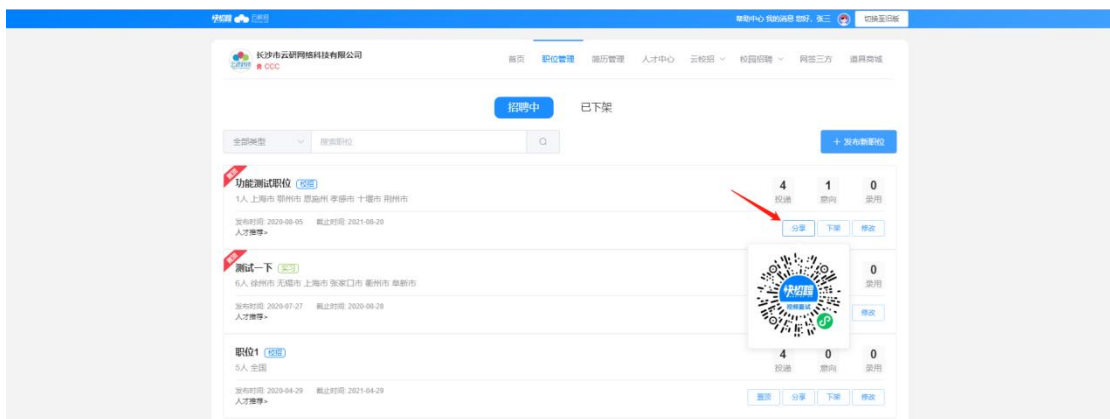 快招蹬 云校招 帮助中心 我的消息 您好，张三 切换至旧版
长沙市云研网络科技有限公司
CCC
首页 职位管理 简历管理 人才中心 云校招 校园招聘 网签三方 道具商城
招聘中 已下架
全部类型 搜索职位 + 发布新职位
功能测试职位 校招 4 1 0
1人 上海市 鄂州市 恩施州 孝感市 十堰市 荆州市 投递 意向 录用
发布时间: 2020-08-05 截止时间: 2021-08-20
人才推荐> 分享 下架 修改
测试一下 实习 0
6人 徐州市 无锡市 上海市 张家口市 衢州市 阜新市 录用
发布时间: 2020-07-27 截止时间: 2020-08-28
人才推荐> 修改
视频面试
职位1 校招 4 0 0
5人 全国 投递 意向 录用
发布时间: 2020-04-29 截止时间: 2021-04-29
人才推荐> 置顶 分享 下架 修改